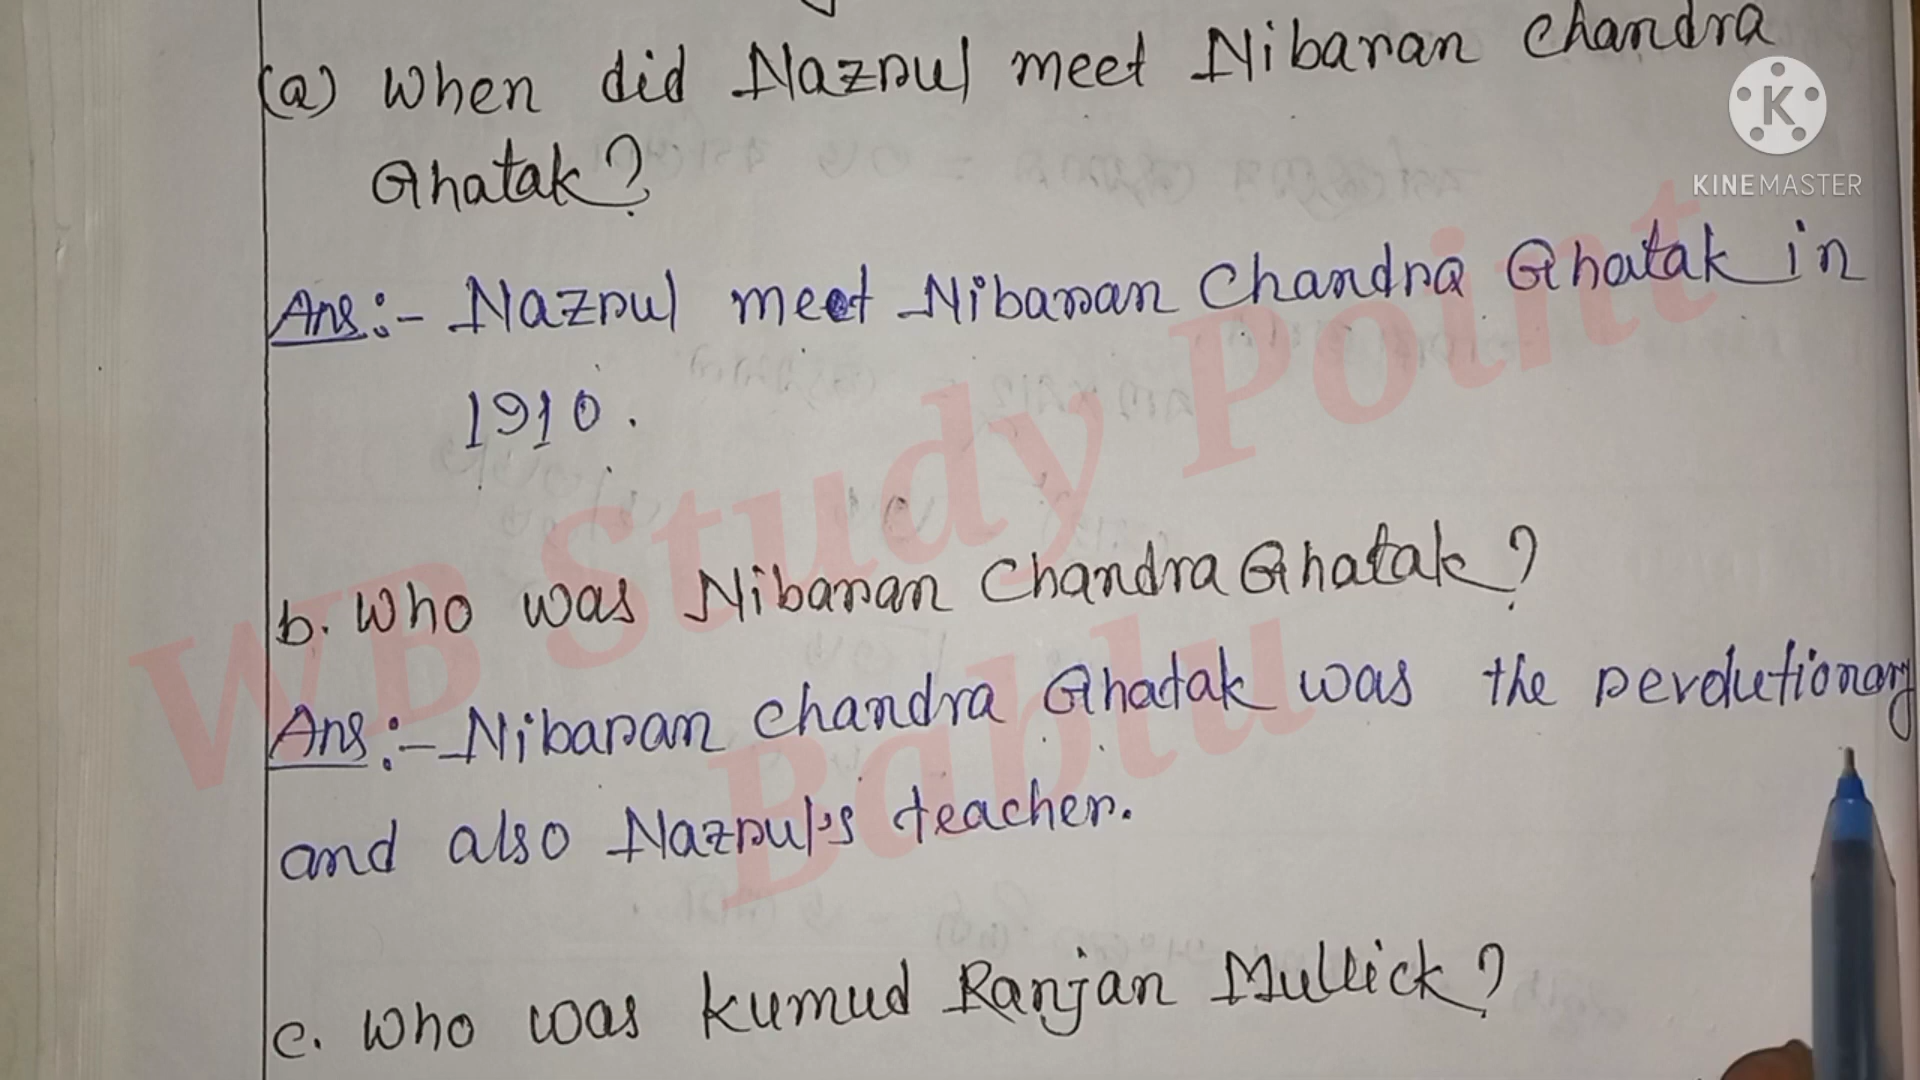 (a) When did Nazrul meet Nibaran Chandra
Ghatak?
Ans:- Nazrul meet Nibaran Chandra Ghatak in
1910.
b. Who was Nibaran Chandra Ghatak?
Ans:- Nibaran Chandra Ghatak was the revolutionary
and also Nazrul's teacher.
c. Who was Kumud Ranjan Mullick?
K
KINEMASTER
WB Study Point
Bablu